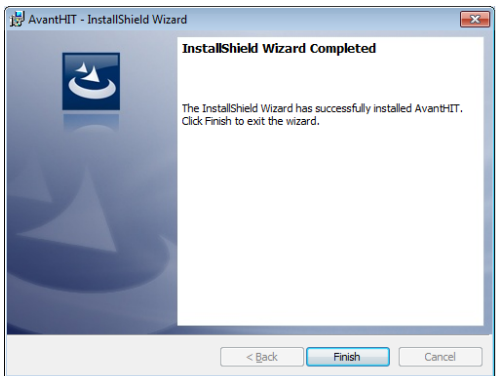 AvantHIT - InstallShield Wizard
InstallShield Wizard Completed
The InstallShield Wizard has successfully installed AvantHIT.
Click Finish to exit the wizard.
< Back
Finish
Cancel